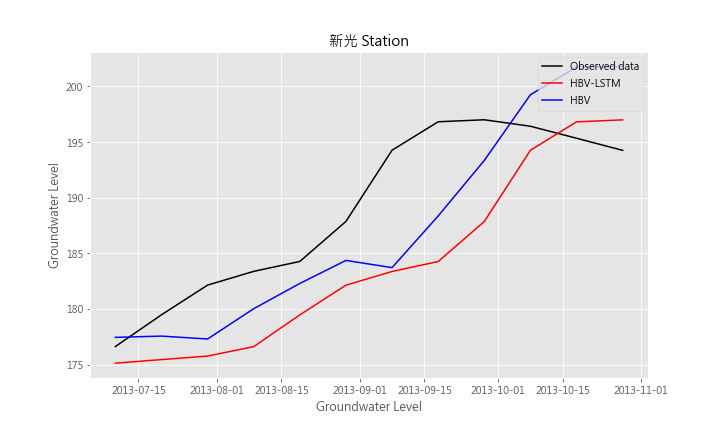 新光 Station
Observed data
HBV-LSTM
HBV
Groundwater Level
200
195
190
185
180
175
2013-07-15 2013-08-01 2013-08-15 2013-09-01 2013-09-15 2013-10-01 2013-10-15 2013-11-01
Groundwater Level